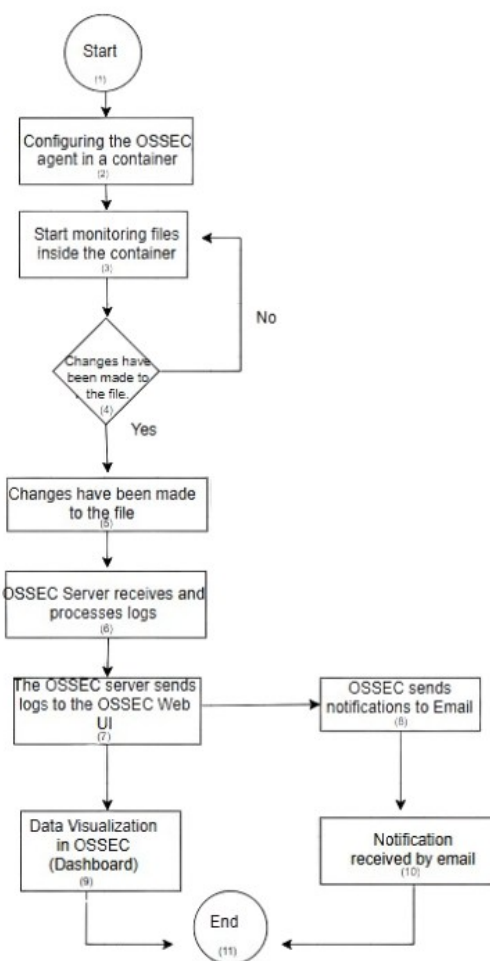 Start
(1)
Configuring the OSSEC
agent in a container
(2)
Start monitoring files
inside the container
(3)
No
Changes have
been made to
the file.
(4)
Yes
Changes have been made
to the file
(5)
OSSEC Server receives and
processes logs
(6)
The OSSEC server sends
logs to the OSSEC Web
UI
(7)
OSSEC sends
notifications to Email
(8)
Data Visualization
in OSSEC
(Dashboard)
(9)
Notification
received by email
(10)
End
(11)